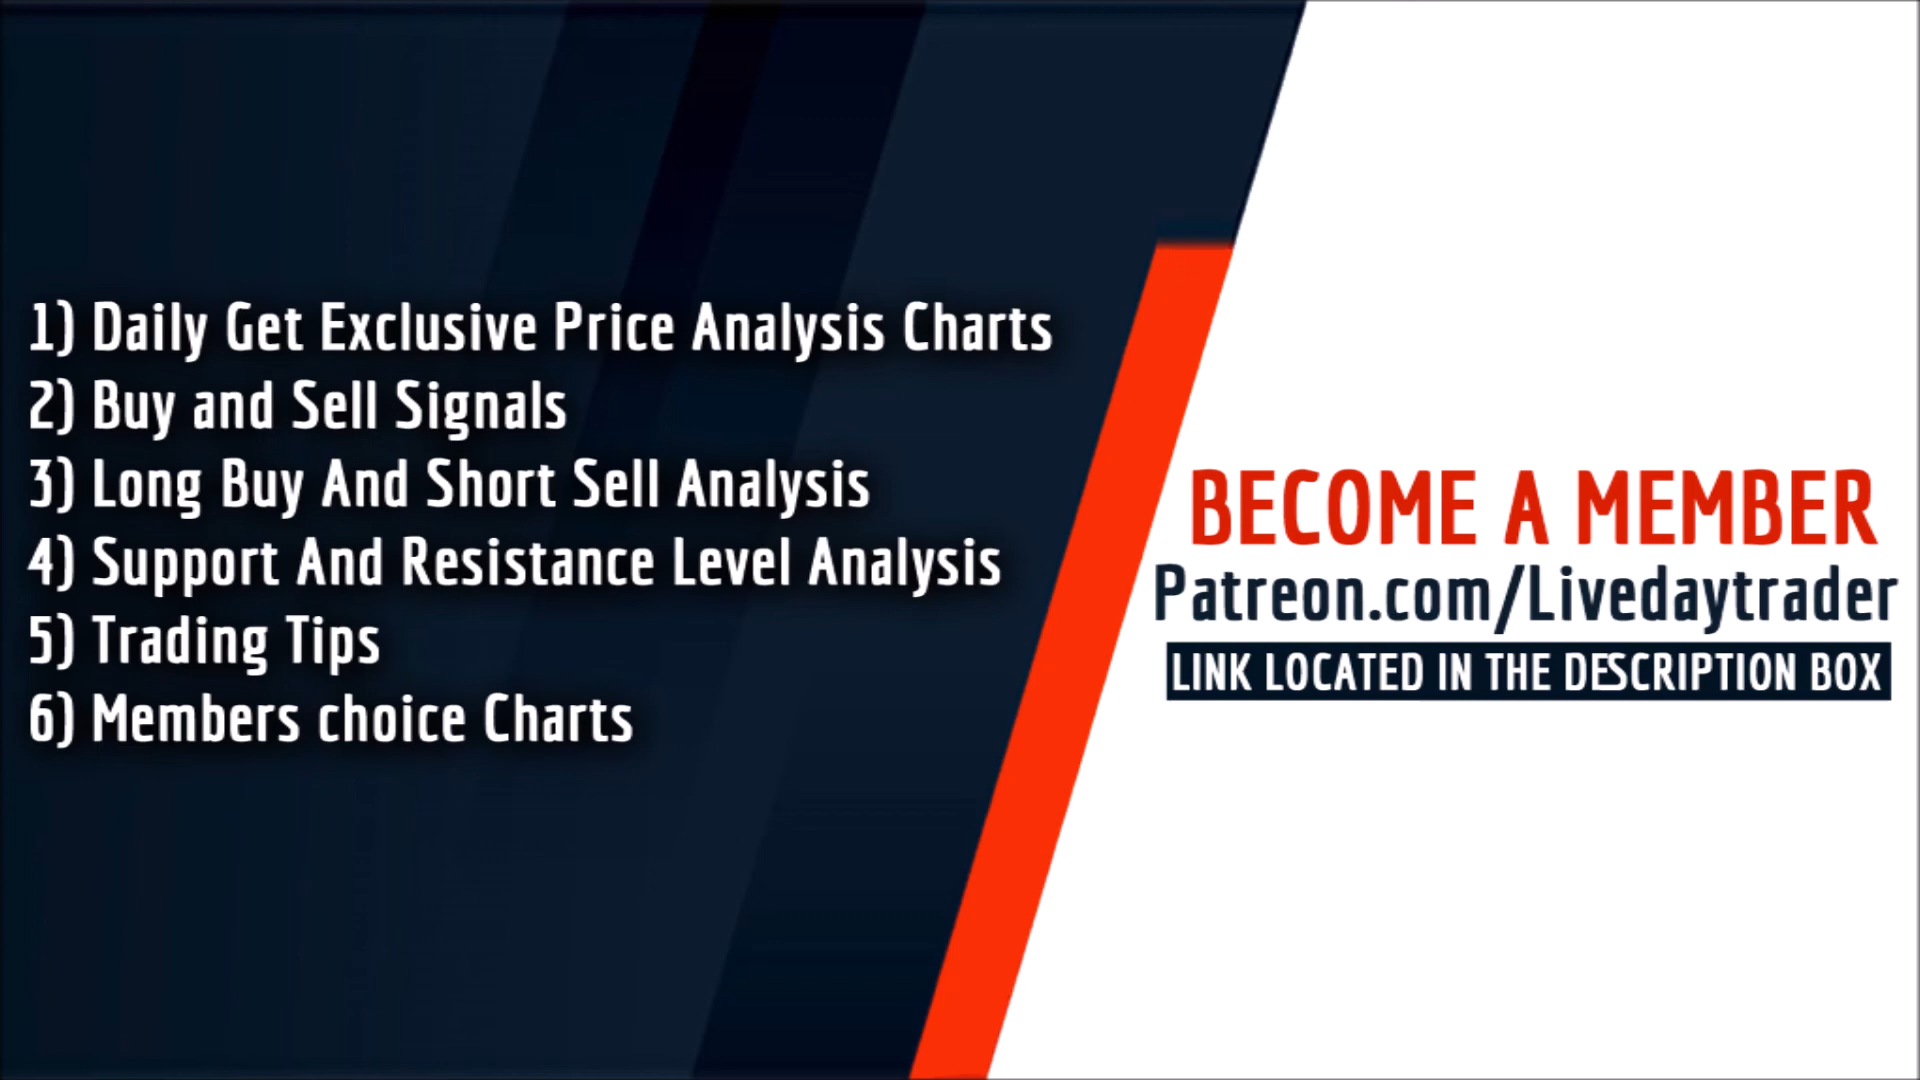 1) Daily Get Exclusive Price Analysis Charts
2) Buy and Sell Signals
3) Long Buy And Short Sell Analysis
4) Support And Resistance Level Analysis
5) Trading Tips
6) Members choice Charts
BECOME A MEMBER
Patreon.com/Livedaytrader
LINK LOCATED IN THE DESCRIPTION BOX